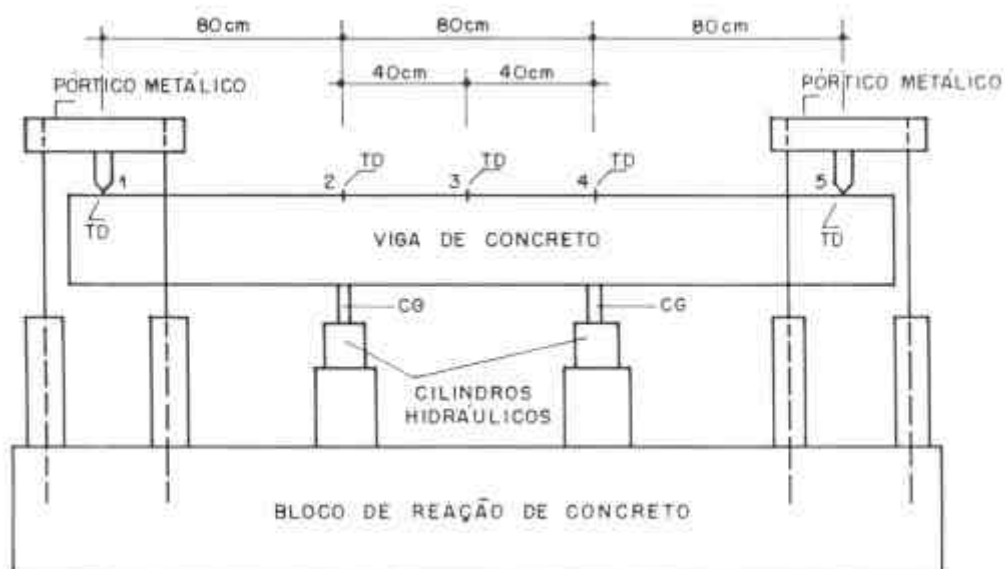 80cm 80cm 80cm
40cm 40cm
PÓRTICO METÁLICO PÓRTICO METÁLICO
TD TD TD
1 2 3 4 5
TD TD
VIGA DE CONCRETO
CG CG
CILINDROS
HIDRÁULICOS
BLOCO DE REAÇÃO DE CONCRETO